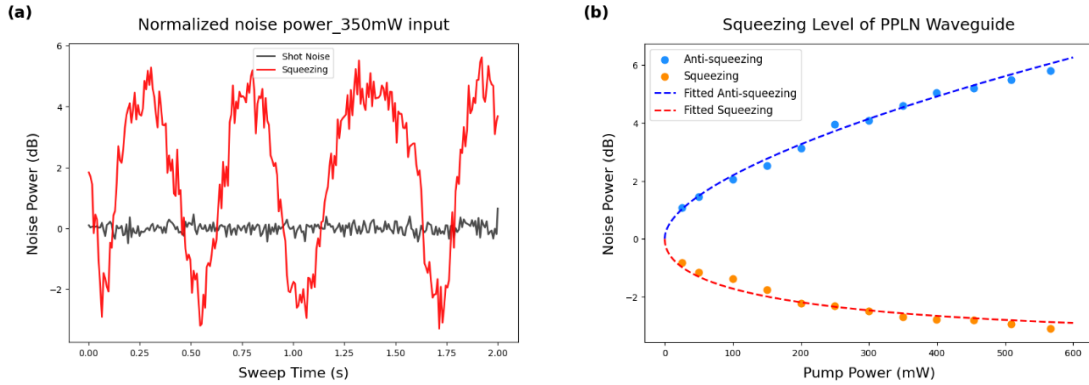 (a)
Normalized noise power_350mW input
Shot Noise
Squeezing
6
4
2
0
−2
Noise Power (dB)
0.00 0.25 0.50 0.75 1.00 1.25 1.50 1.75 2.00
Sweep Time (s)
(b)
Squeezing Level of PPLN Waveguide
Anti-squeezing
Squeezing
Fitted Anti-squeezing
Fitted Squeezing
6
4
2
0
−2
Noise Power (dB)
0 100 200 300 400 500 600
Pump Power (mW)